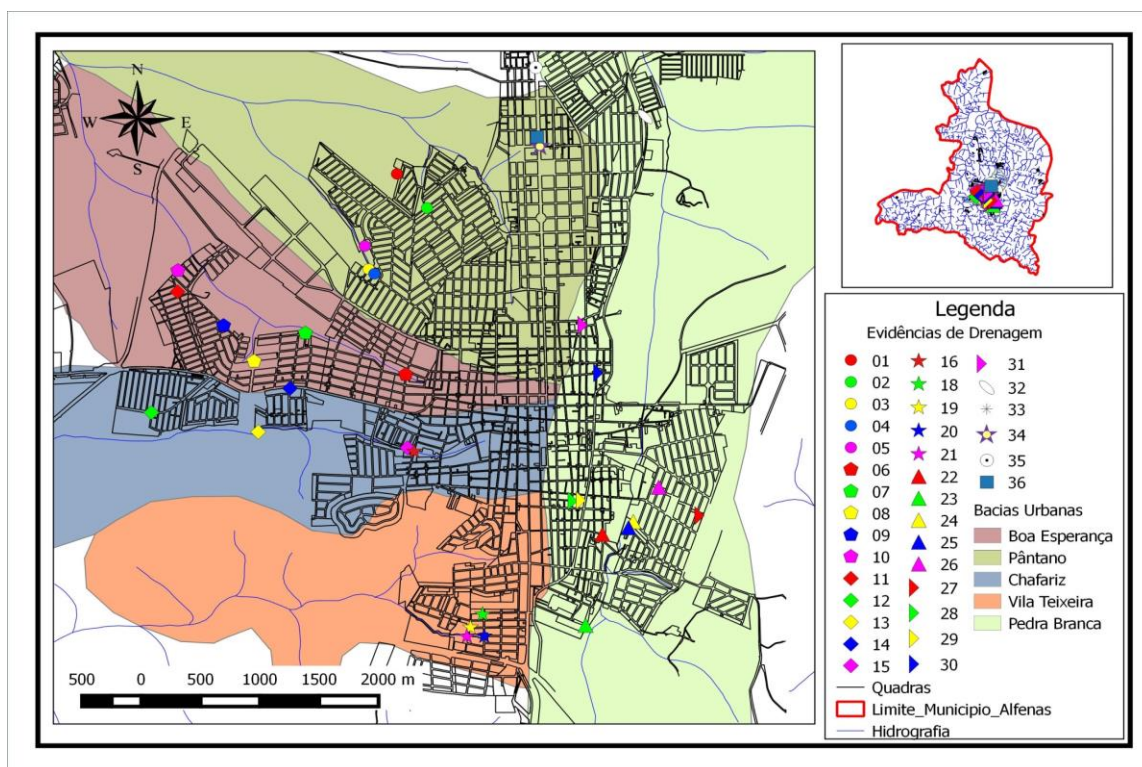 N
W
E
S
500 0 500 1000 1500 2000 m
Legenda
Evidências de Drenagem
01
02
03
04
05
06
07
08
09
10
11
12
13
14
15
16
18
19
20
21
22
23
24
25
26
27
28
29
30
31
32
33
34
35
36
Bacias Urbanas
Boa Esperança
Pântano
Chafariz
Vila Teixeira
Pedra Branca
Quadras
Limite_Municipio_Alfenas
Hidrografia